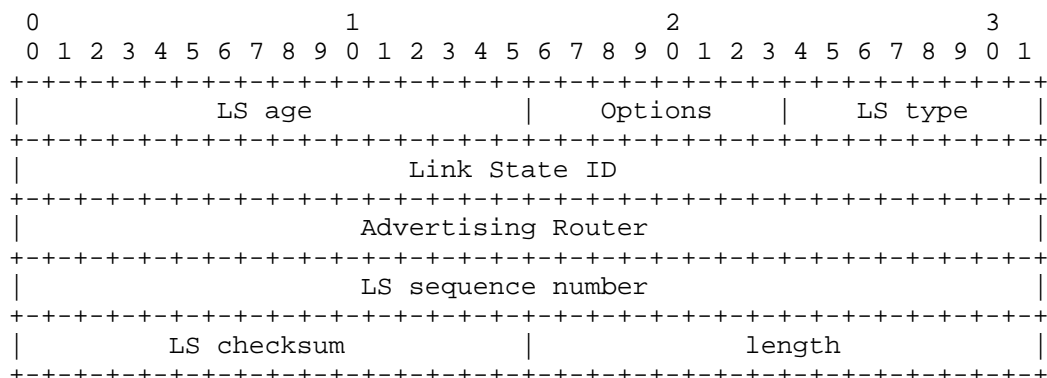 0                   1                   2                   3
0 1 2 3 4 5 6 7 8 9 0 1 2 3 4 5 6 7 8 9 0 1 2 3 4 5 6 7 8 9 0 1
+-+-+-+-+-+-+-+-+-+-+-+-+-+-+-+-+-+-+-+-+-+-+-+-+-+-+-+-+-+-+-+-+
|            LS age             |    Options    |    LS type    |
+-+-+-+-+-+-+-+-+-+-+-+-+-+-+-+-+-+-+-+-+-+-+-+-+-+-+-+-+-+-+-+-+
|                        Link State ID                          |
+-+-+-+-+-+-+-+-+-+-+-+-+-+-+-+-+-+-+-+-+-+-+-+-+-+-+-+-+-+-+-+-+
|                     Advertising Router                        |
+-+-+-+-+-+-+-+-+-+-+-+-+-+-+-+-+-+-+-+-+-+-+-+-+-+-+-+-+-+-+-+-+
|                     LS sequence number                        |
+-+-+-+-+-+-+-+-+-+-+-+-+-+-+-+-+-+-+-+-+-+-+-+-+-+-+-+-+-+-+-+-+
|         LS checksum           |             length            |
+-+-+-+-+-+-+-+-+-+-+-+-+-+-+-+-+-+-+-+-+-+-+-+-+-+-+-+-+-+-+-+-+